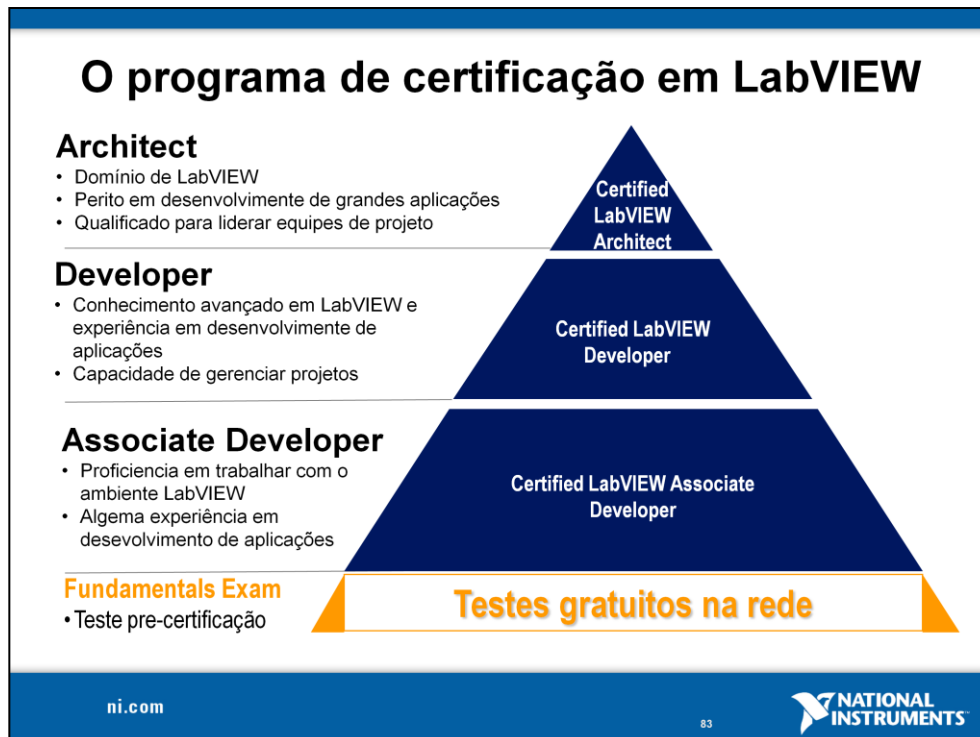 O programa de certificação em LabVIEW
Architect
• Domínio de LabVIEW
• Perito em desenvolvimente de grandes aplicações
• Qualificado para liderar equipes de projeto
Certified
LabVIEW
Architect
Developer
• Conhecimento avançado em LabVIEW e
experiência em desenvolvimente de
aplicações
• Capacidade de gerenciar projetos
Certified LabVIEW
Developer
Associate Developer
• Proficiencia em trabalhar com o
ambiente LabVIEW
• Algema experiência em
desevolvimento de aplicações
Certified LabVIEW Associate
Developer
Fundamentals Exam
• Teste pre-certificação
Testes gratuitos na rede
ni.com
83
NATIONAL
INSTRUMENTS™